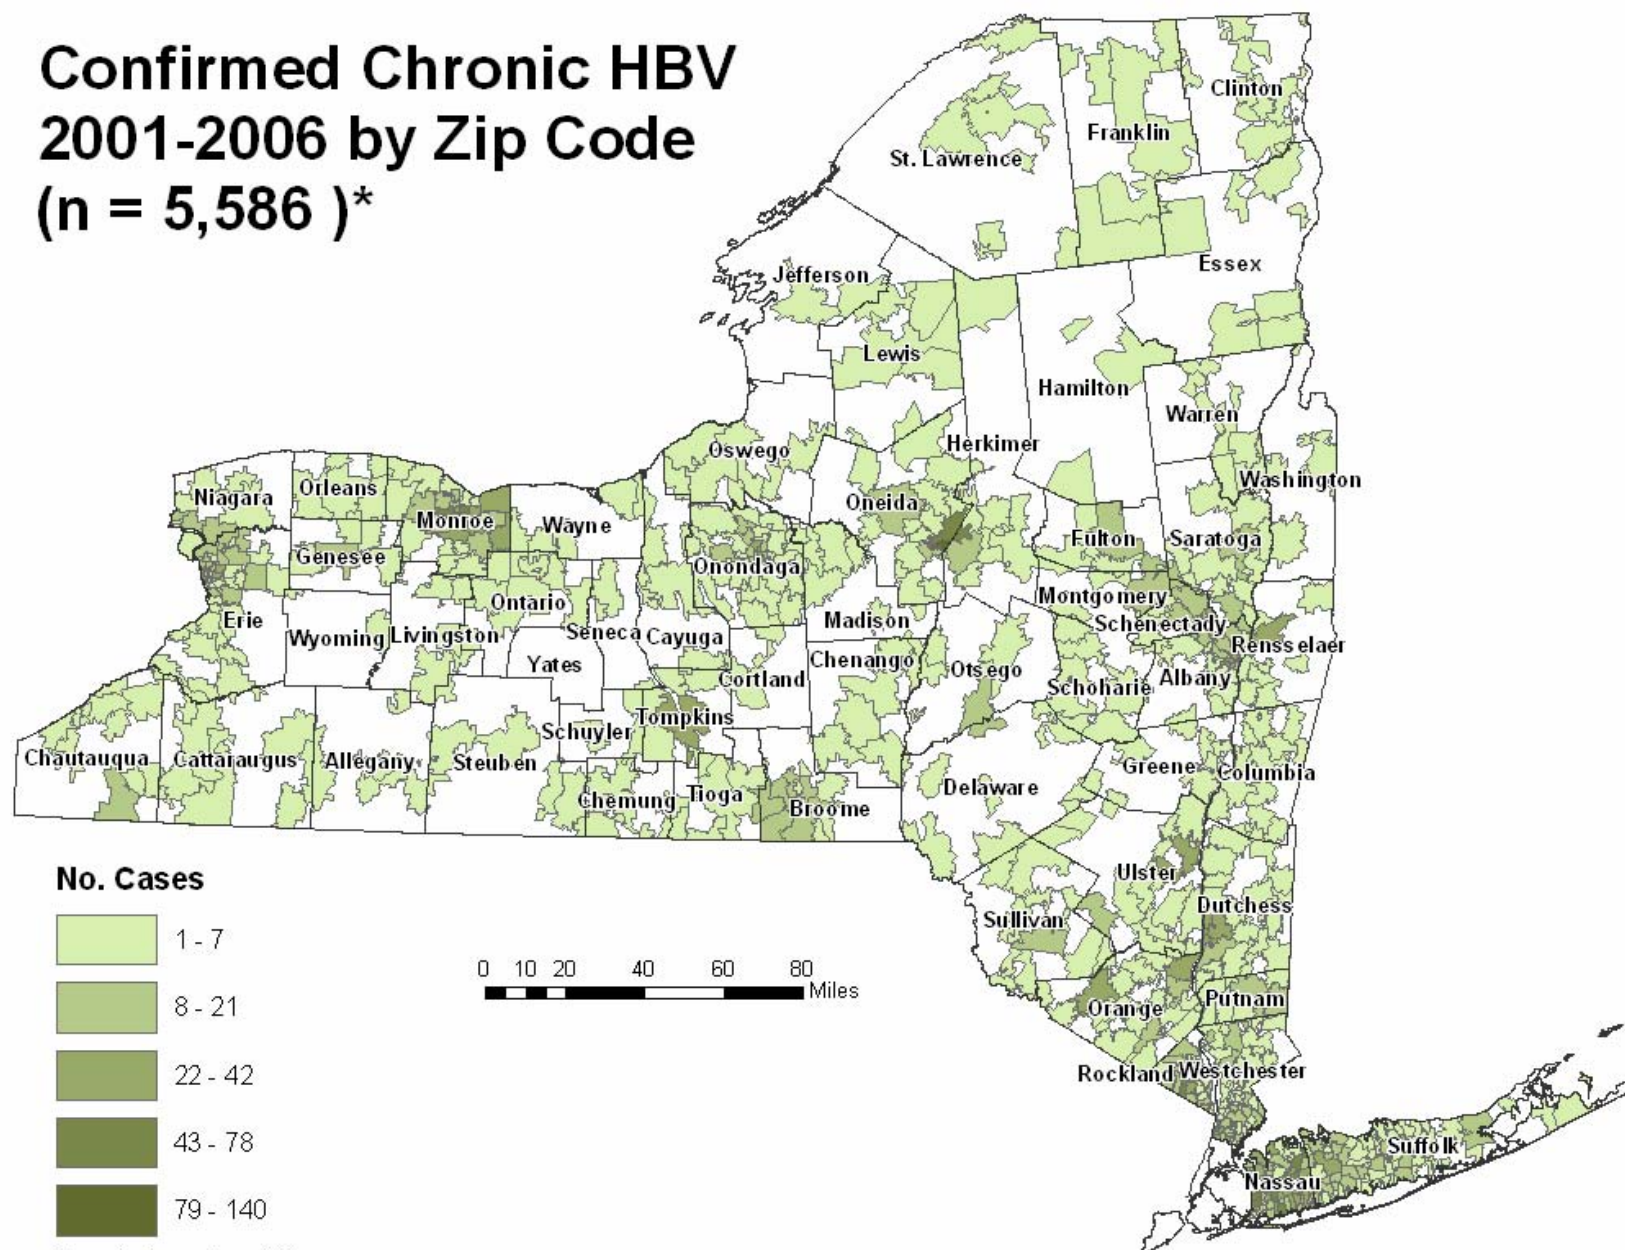 Confirmed Chronic HBV
2001-2006 by Zip Code
(n = 5,586 )*
Clinton
Franklin
St. Lawrence
Essex
Jefferson
Lewis
Hamilton
Warren
Herkimer
Oswego
Washington
Niagara
Orleans
Oneida
Monroe
Wayne
Fulton
Saratoga
Genesee
Onondaga
Montgomery
Ontario
Madison
Erie
Schenectady
Wyoming
Livingston
Seneca
Cayuga
Rensselaer
Yates
Chenango
Otsego
Cortland
Albany
Schoharie
Tompkins
Schuyler
Chautauqua
Cattaraugus
Allegany
Steuben
Greene
Columbia
Delaware
Chemung
Tioga
Broome
Ulster
Dutchess
Sullivan
Putnam
Orange
Rockland
Westchester
Suffolk
Nassau
No. Cases
1 - 7
8 - 21
22 - 42
43 - 78
79 - 140
0 10 20 40 60 80
Miles